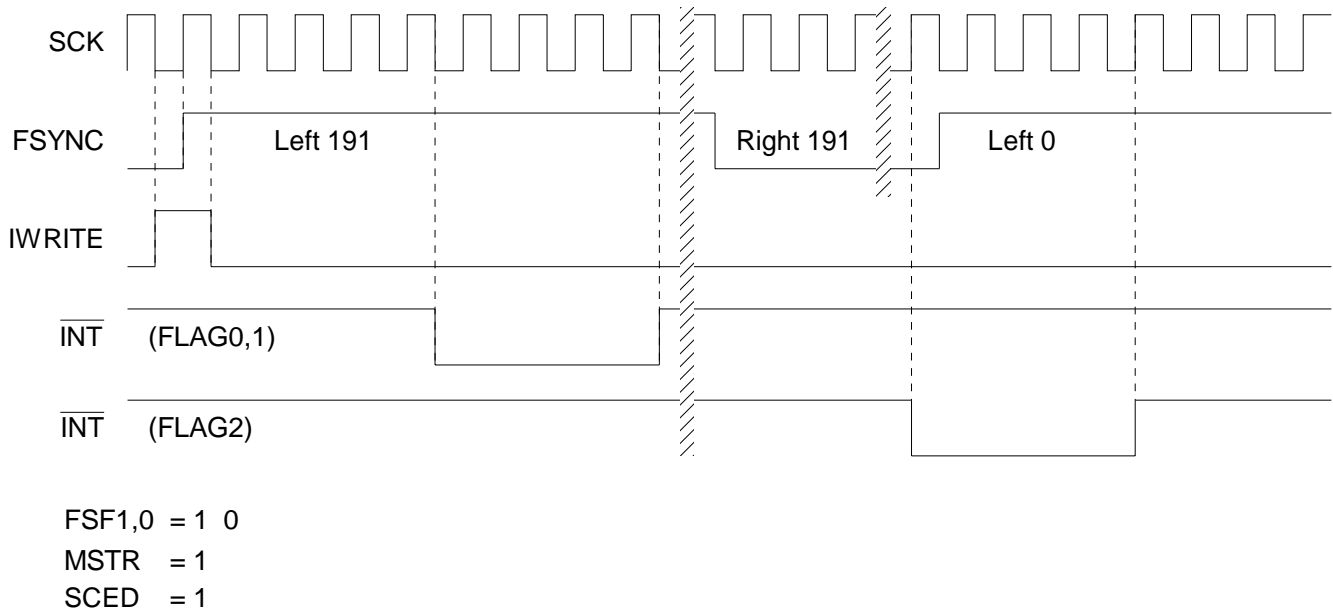 SCK
FSYNC Left 191 Right 191 Left 0
IWRITE
INT (FLAG0,1)
INT (FLAG2)
FSF1,0 = 1 0
MSTR = 1
SCED = 1